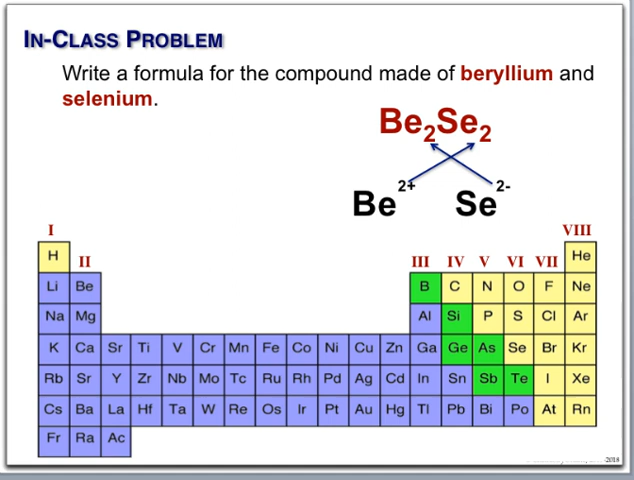 IN-CLASS PROBLEM
Write a formula for the compound made of beryllium and
selenium.
Be₂Se₂
Be²⁺ Se²⁻
I VIII
H He
II III IV V VI VII
Li Be B C N O F Ne
Na Mg Al Si P S Cl Ar
K Ca Sr Ti V Cr Mn Fe Co Ni Cu Zn Ga Ge As Se Br Kr
Rb Sr Y Zr Nb Mo Tc Ru Rh Pd Ag Cd In Sn Sb Te I Xe
Cs Ba La Hf Ta W Re Os Ir Pt Au Hg Tl Pb Bi Po At Rn
Fr Ra Ac
2018